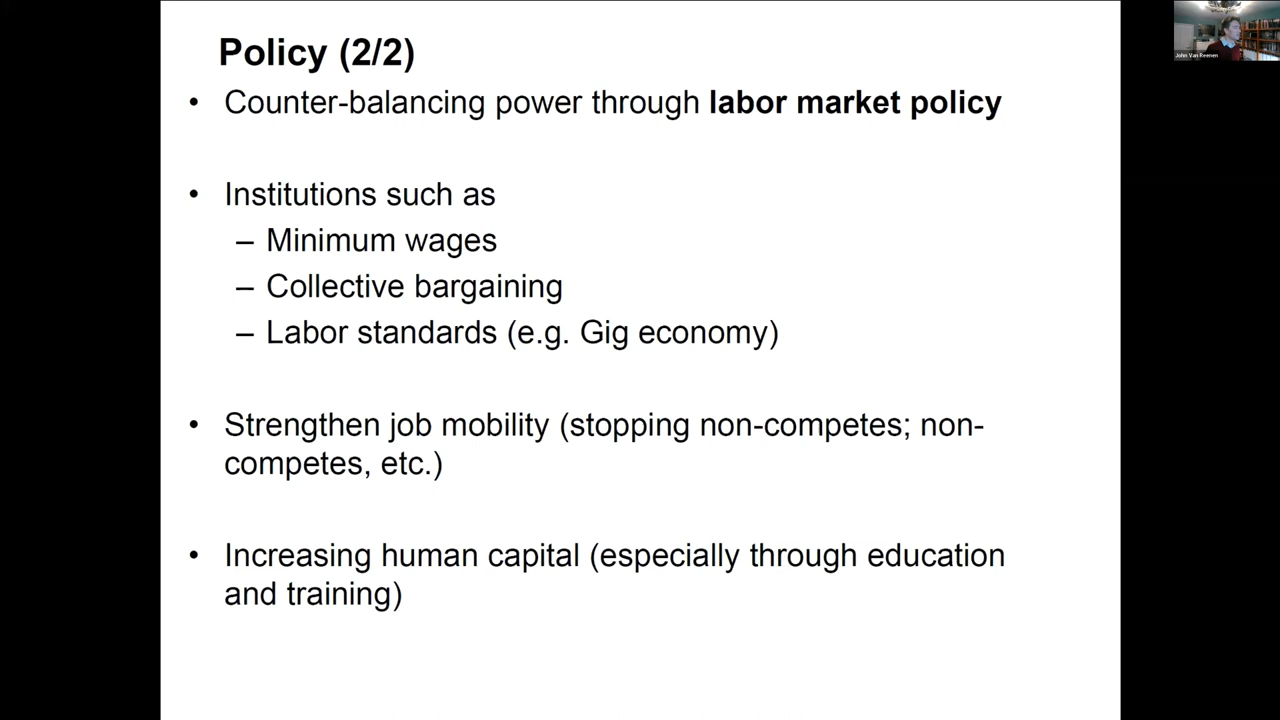 Policy (2/2)
• Counter-balancing power through labor market policy
• Institutions such as
– Minimum wages
– Collective bargaining
– Labor standards (e.g. Gig economy)
• Strengthen job mobility (stopping non-competes; non-
competes, etc.)
• Increasing human capital (especially through education
and training)
John Van Reenen